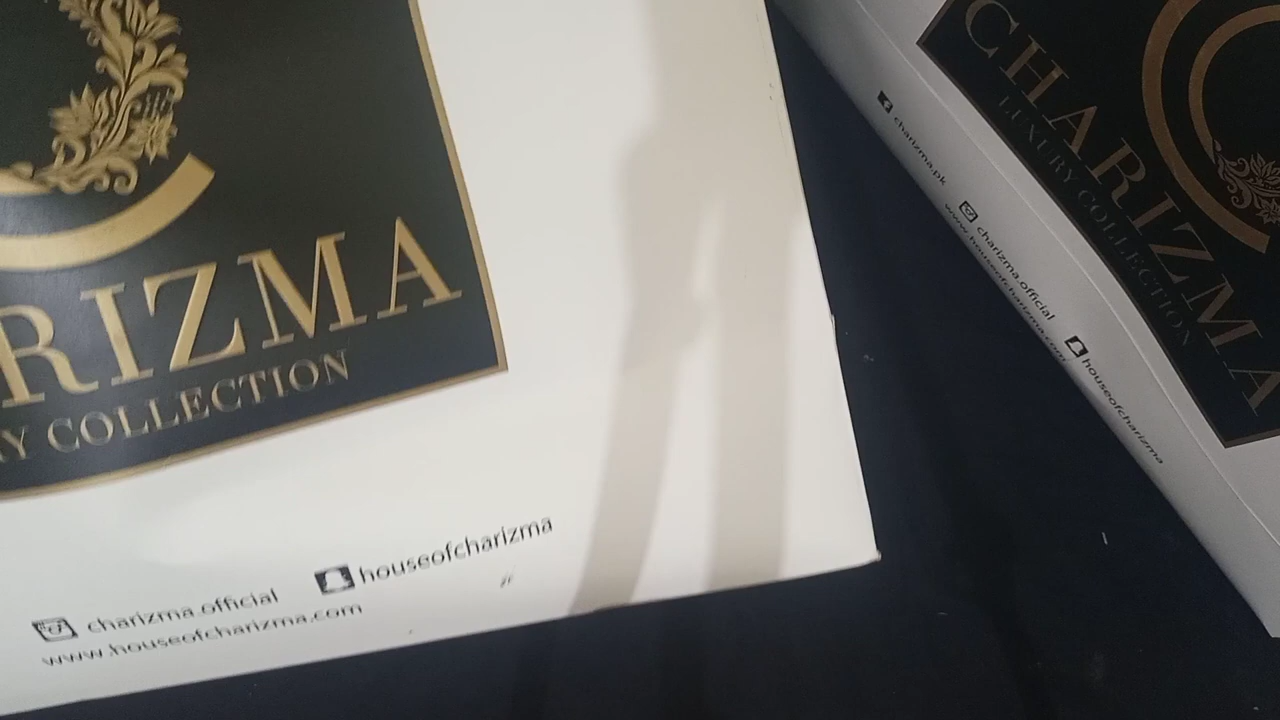 RIZMA
Y COLLECTION
charizma.official
houseofcharizma
www.houseofcharizma.com
CHARIZMA
LUXURY COLLECTION
charizma.pk
charizma.official
www.houseofcharizma.com
houseofcharizma